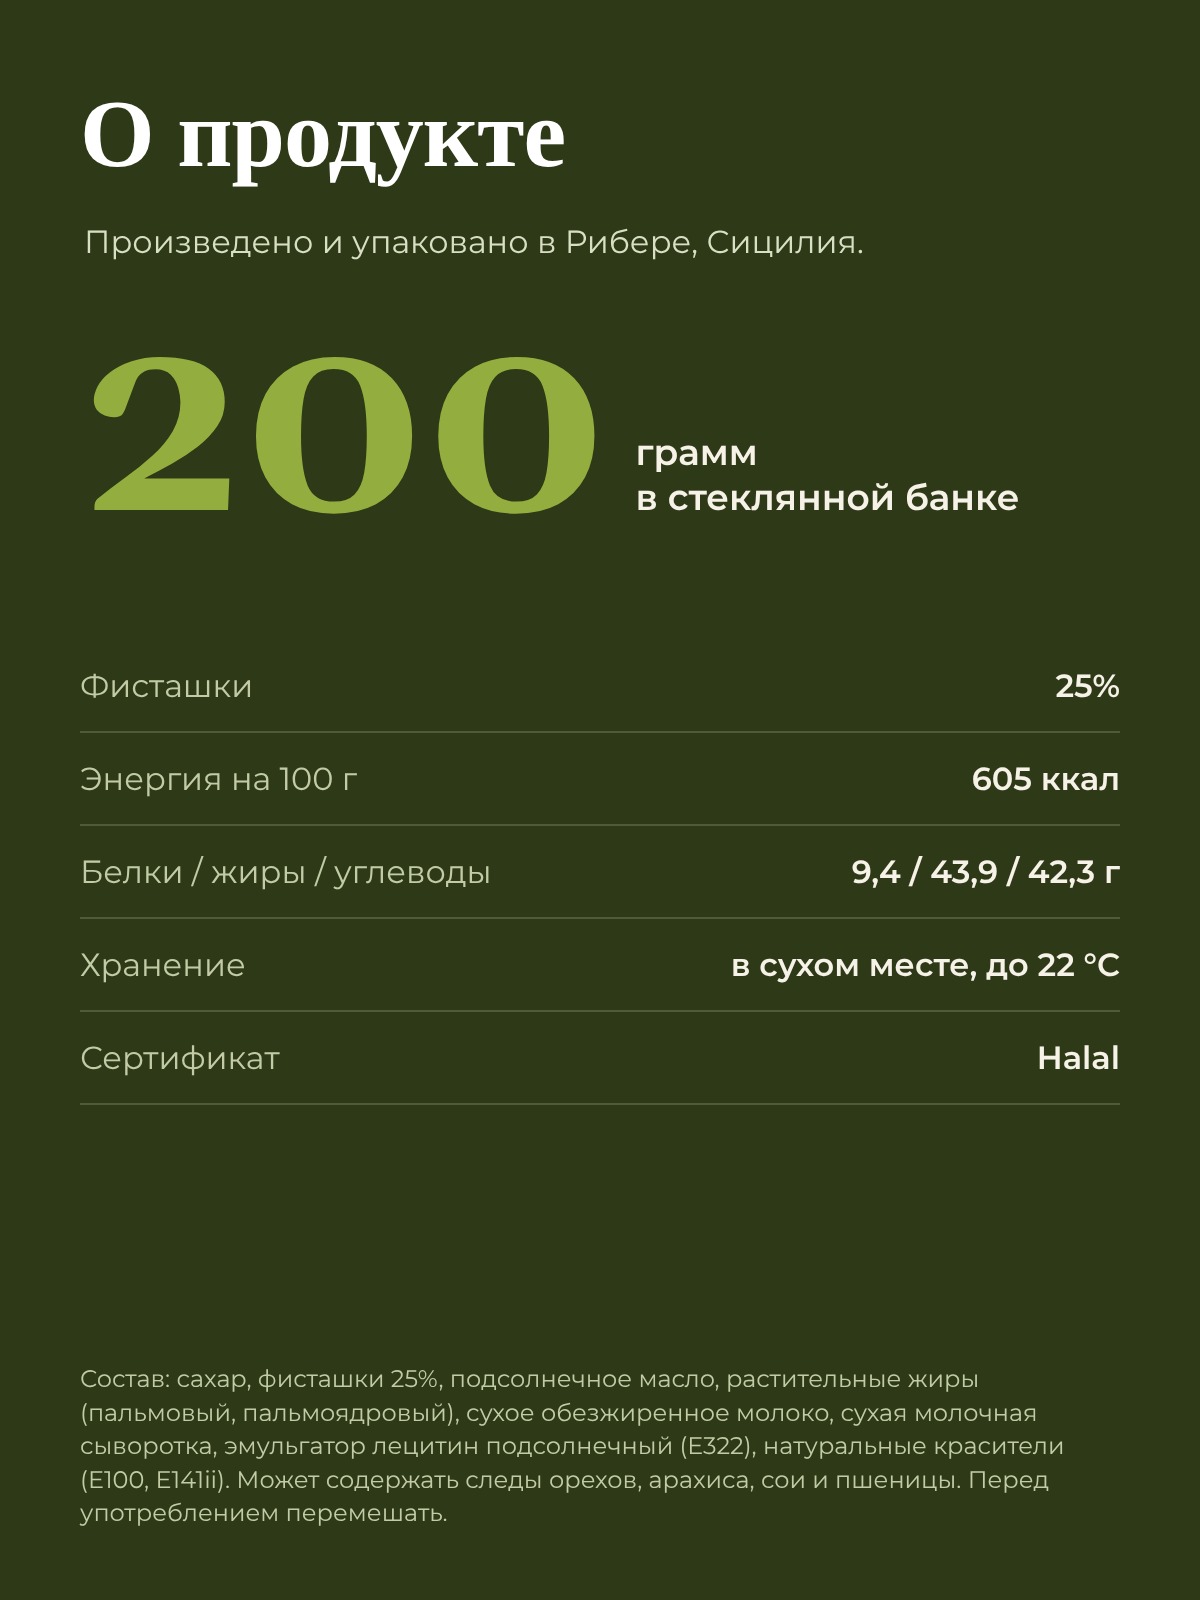 О продукте
Произведено и упаковано в Рибере, Сицилия.
200
грамм
в стеклянной банке
Фисташки 25%
Энергия на 100 г 605 ккал
Белки / жиры / углеводы 9,4 / 43,9 / 42,3 г
Хранение в сухом месте, до 22 °C
Сертификат Halal
Состав: сахар, фисташки 25%, подсолнечное масло, растительные жиры
(пальмовый, пальмоядровый), сухое обезжиренное молоко, сухая молочная
сыворотка, эмульгатор лецитин подсолнечный (E322), натуральные красители
(E100, E141ii). Может содержать следы орехов, арахиса, сои и пшеницы. Перед
употреблением перемешать.